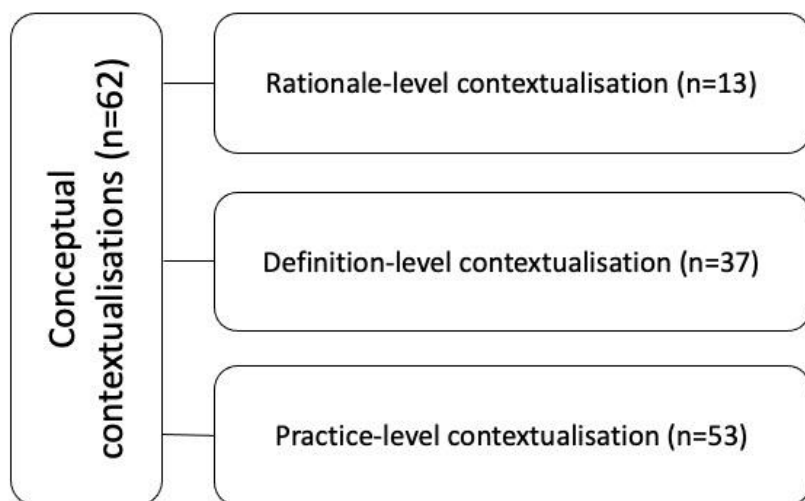 Conceptual
contextualisations (n=62)
Rationale-level contextualisation (n=13)
Definition-level contextualisation (n=37)
Practice-level contextualisation (n=53)